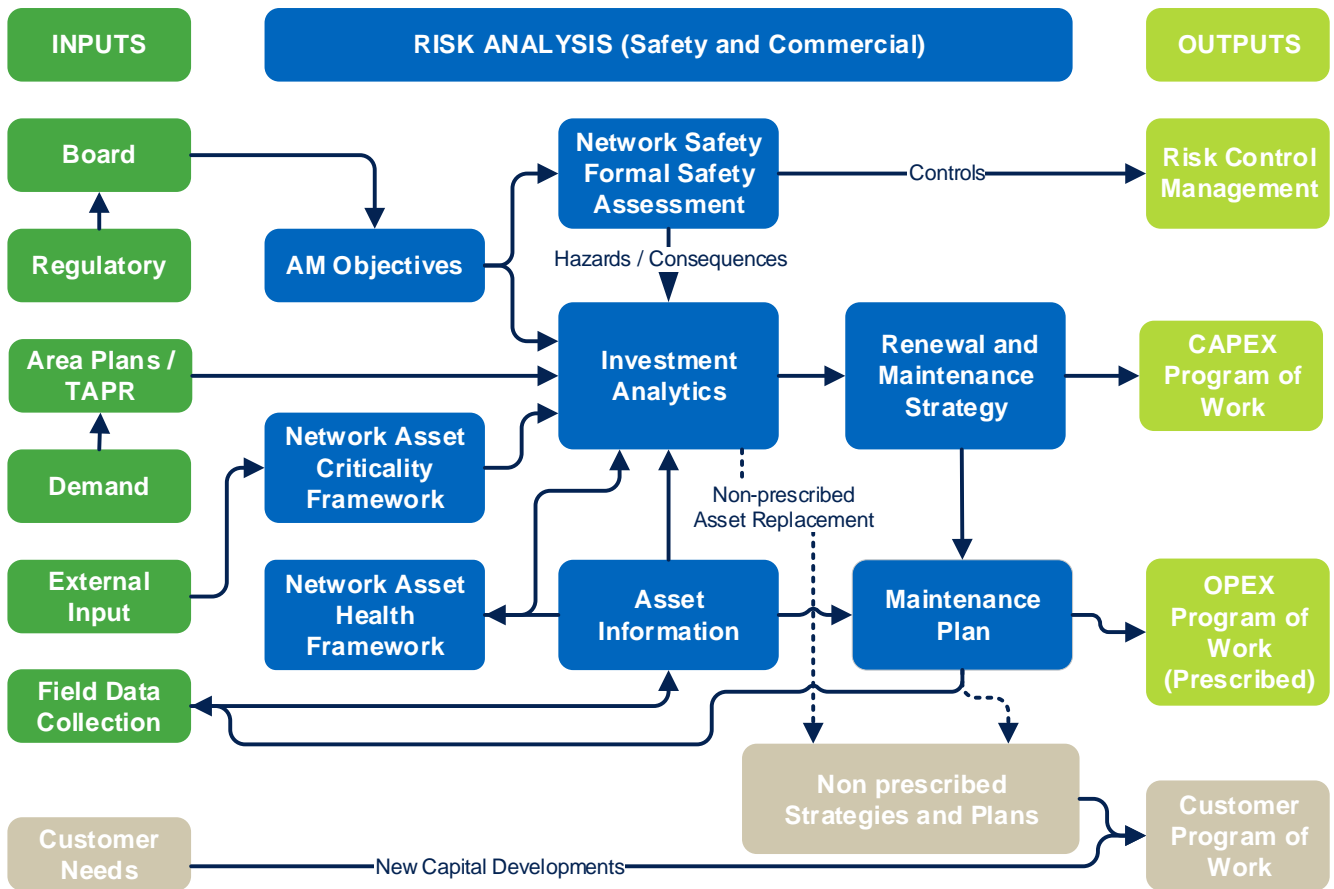 INPUTS
RISK ANALYSIS (Safety and Commercial)
OUTPUTS
Board
Network Safety
Formal Safety
Assessment
Controls
Risk Control
Management
Regulatory
AM Objectives
Hazards / Consequences
Area Plans /
TAPR
Investment
Analytics
Renewal and
Maintenance
Strategy
CAPEX
Program of
Work
Demand
Network Asset
Criticality
Framework
Non-prescribed
Asset Replacement
External
Input
Network Asset
Health
Framework
Asset
Information
Maintenance
Plan
OPEX
Program of
Work
(Prescribed)
Field Data
Collection
Non prescribed
Strategies and Plans
Customer
Needs
New Capital Developments
Customer
Program of
Work